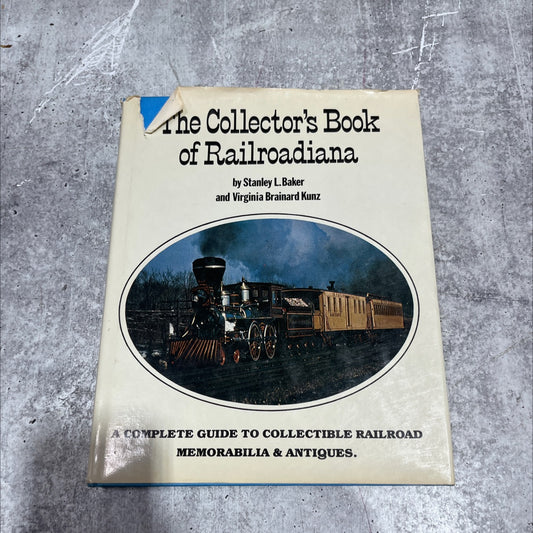 The Collector's Book
of Railroadiana
by Stanley L. Baker
and Virginia Brainard Kunz
A COMPLETE GUIDE TO COLLECTIBLE RAILROAD
MEMORABILIA & ANTIQUES.